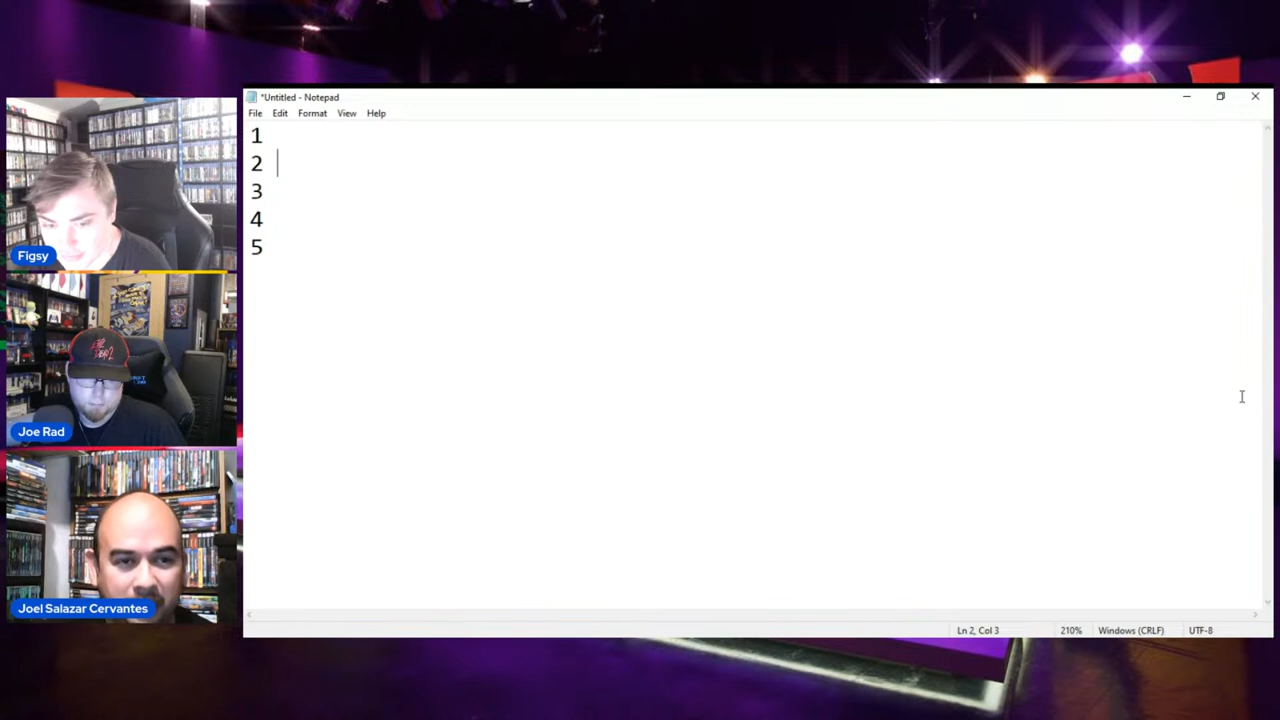 *Untitled - Notepad
File Edit Format View Help
1
2
3
4
5
Figsy
Joe Rad
Joel Salazar Cervantes
Ln 2, Col 3 210% Windows (CRLF) UTF-8